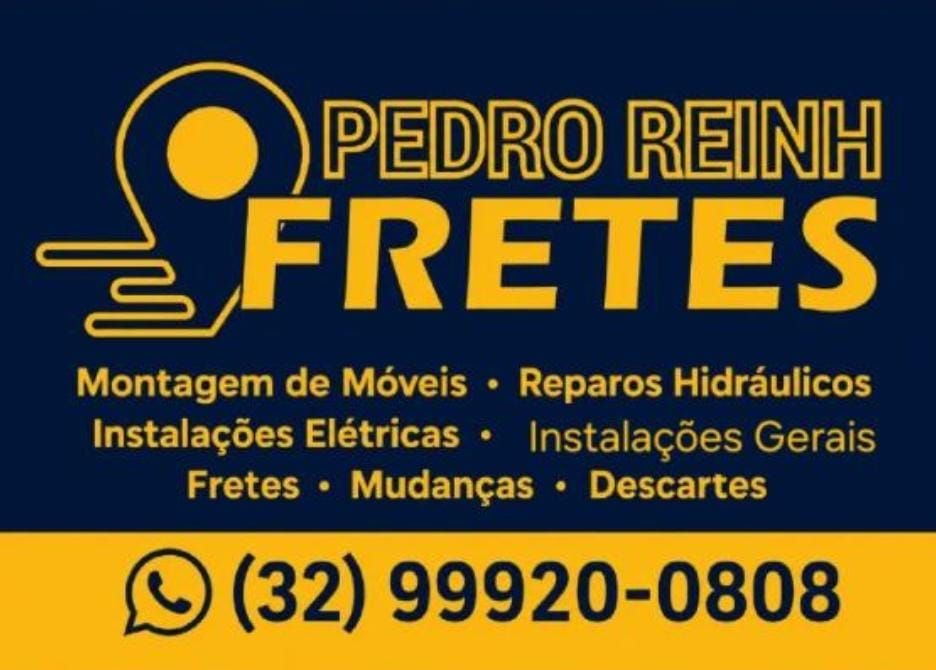 PEDRO REINH
FRETES
Montagem de Móveis • Reparos Hidráulicos
Instalações Elétricas • Instalações Gerais
Fretes • Mudanças • Descartes
(32) 99920-0808